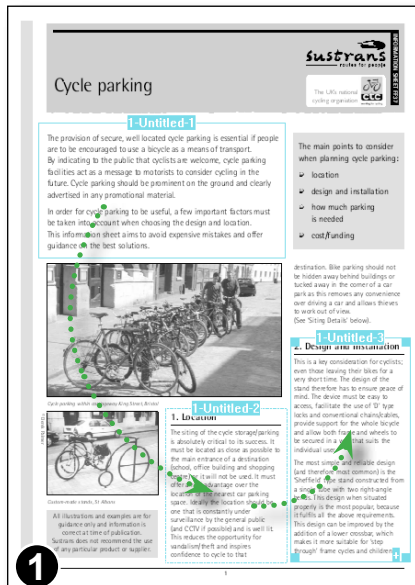 sustrans
routes for people
INFORMATION SHEET FF37
Cycle parking
The UK's national
cycling organisation
CTC
1-Untitled-1
The provision of secure, well located cycle parking is essential if people
are to be encouraged to use a bicycle as a means of transport.
By indicating to the public that cyclists are welcome, cycle parking
facilities act as a message to motorists to consider cycling in the
future. Cycle parking should be prominent on the ground and clearly
advertised in any promotional material.
In order for cycle parking to be useful, a few important factors must
be taken into account when choosing the design and location.
This information sheet aims to avoid expensive mistakes and offer
guidance on the best solutions.
The main points to consider
when planning cycle parking:
location
design and installation
how much parking
is needed
cost/funding
Cycle parking within
King Street, Bristol
Custom-made stands, St Albans
All illustrations and examples are for
guidance only and information is
correct at time of publication.
Sustrans does not recommend the use
of any particular product or supplier.
1-Untitled-2
1. Location
The siting of the cycle storage/parking
is absolutely critical to its success. It
must be located as close as possible to
the main entrance of a destination
(school, office building and shopping
centre) or it will not be used. It must
offer an advantage over the
location of the nearest car parking
space. Ideally the location should be
one that is constantly under
surveillance by the general public
(and CCTV if possible) and is well lit.
This reduces the opportunity for
vandalism/theft and inspires
confidence to cycle to that
destination. Bike parking should not
be hidden away behind buildings or
tucked away in the corner of a car
park as this removes any convenience
over driving a car and allows thieves
to work out of view.
(See 'Siting Details' below).
1-Untitled-3
2. Design and Installation
This is a key consideration for cyclists;
even those leaving their bikes for a
very short time. The design of the
stand therefore has to ensure peace of
mind. The device must be easy to
access, facilitate the use of 'D' type
locks and conventional chains/cables,
provide support for the whole bicycle
and allow both frame and wheels to
be secured in a way that suits the
individual user.
The most simple and reliable design
(and therefore most common) is the
'Sheffield' type stand constructed from
a single tube with two right-angle
bends. This design when situated
properly is the most popular, because
it fulfils all the above requirements.
This design can be improved by the
addition of a lower crossbar, which
makes it more suitable for 'step
through' frame cycles and children's
1
1